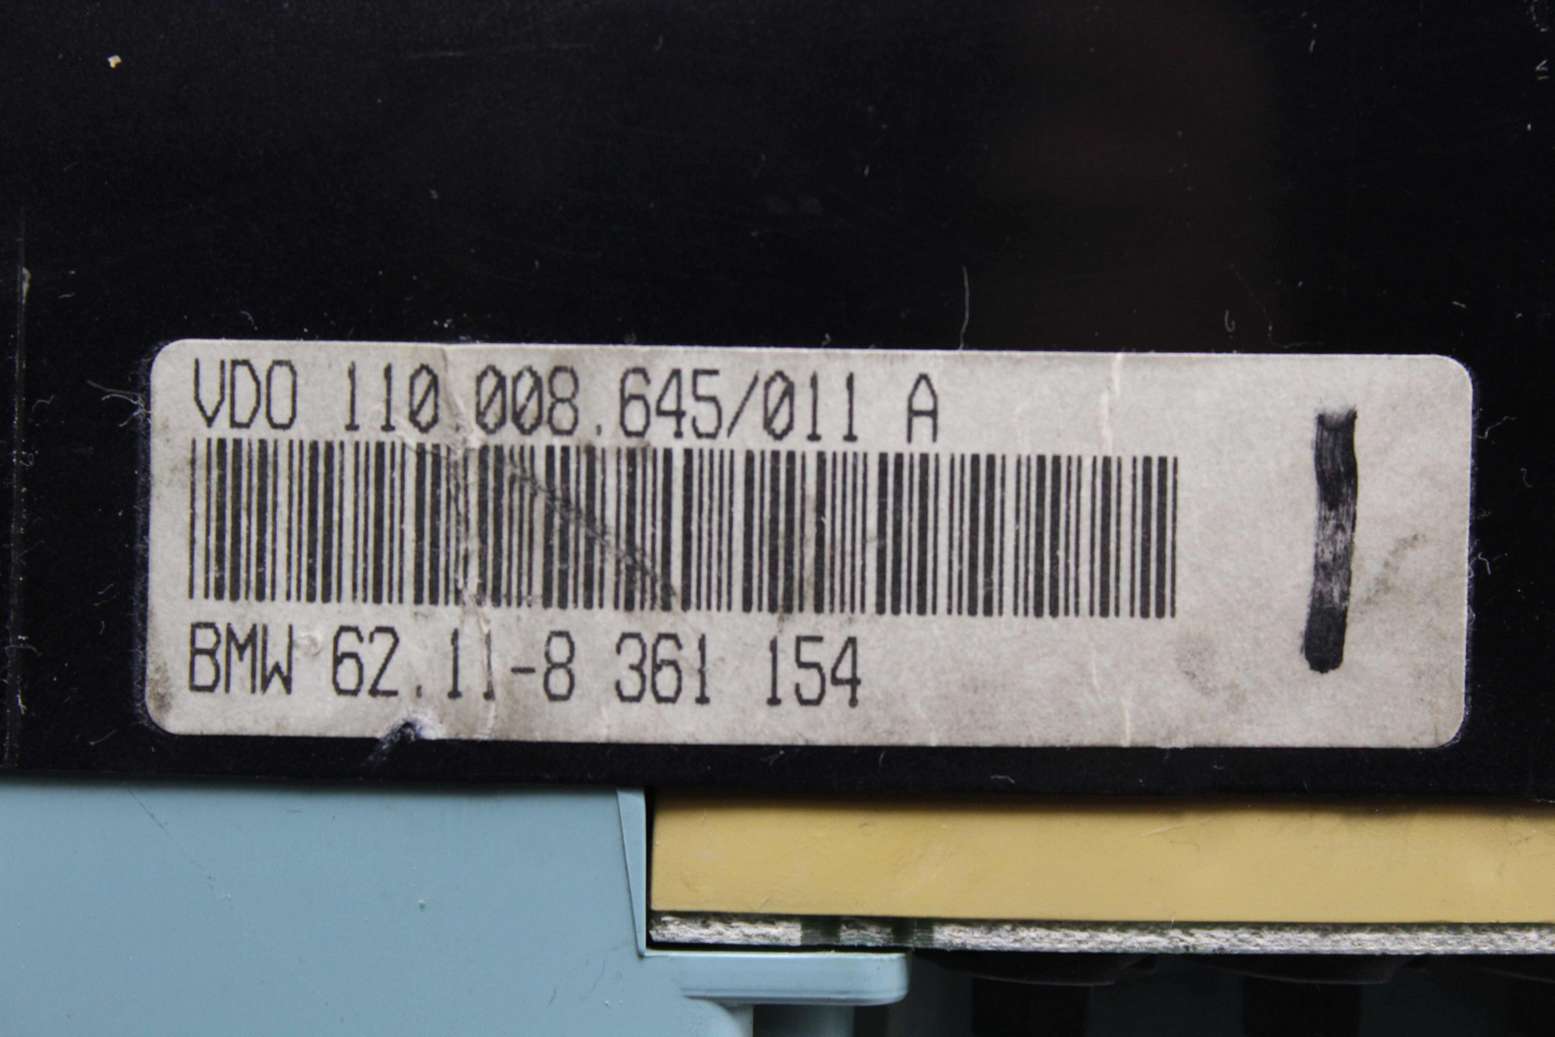 VDO 110 008.645/011 A
BMW 62.11-8 361 154